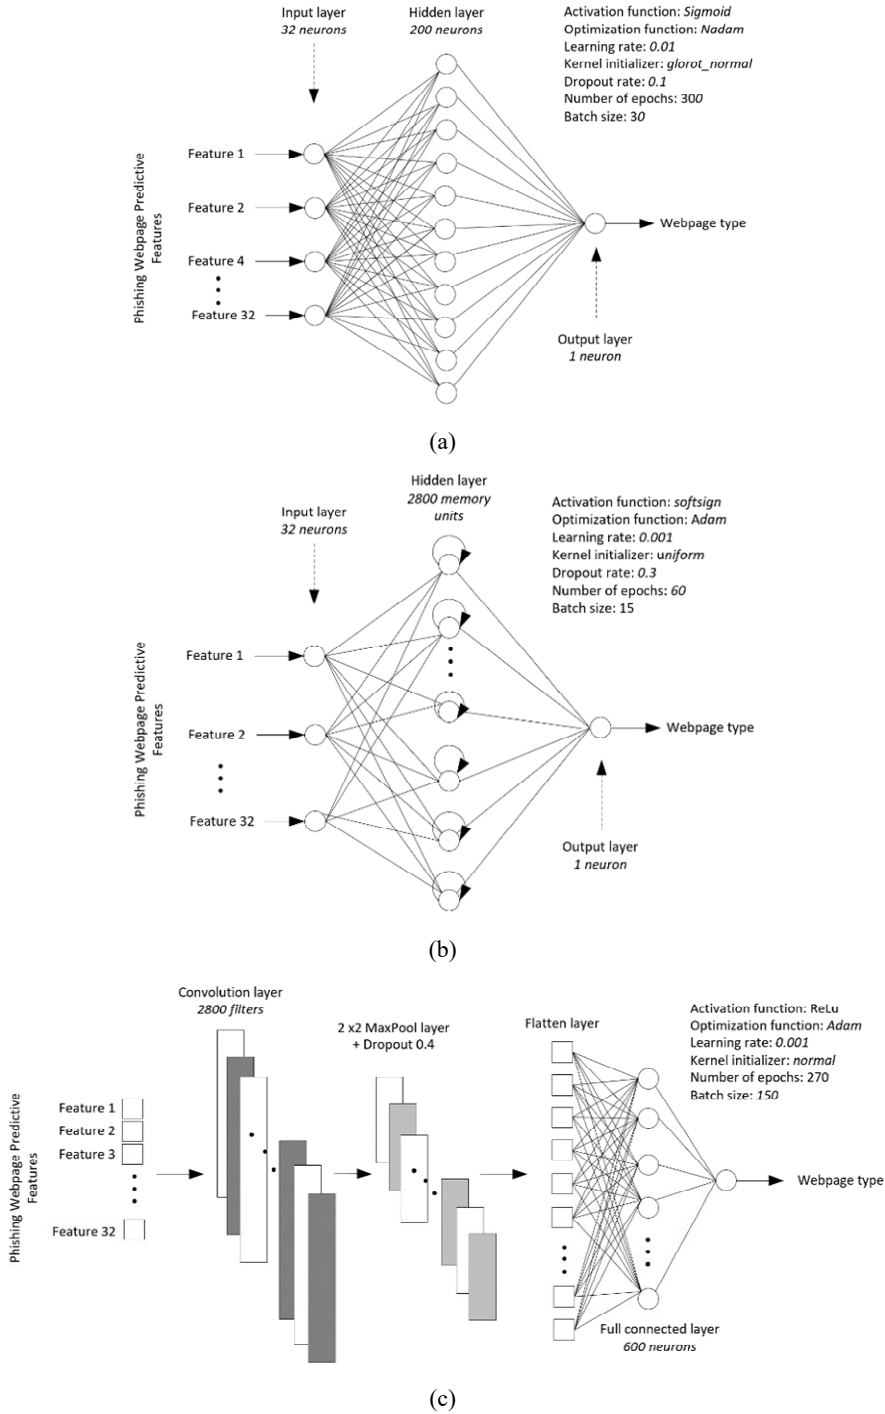 Input layer
32 neurons
Hidden layer
200 neurons
Activation function: Sigmoid
Optimization function: Nadam
Learning rate: 0.01
Kernel initializer: glorot_normal
Dropout rate: 0.1
Number of epochs: 300
Batch size: 30
Phishing Webpage Predictive
Features
Feature 1
Feature 2
Feature 4
Feature 32
Webpage type
Output layer
1 neuron
(a)
Hidden layer
2800 memory
units
Input layer
32 neurons
Activation function: softsign
Optimization function: Adam
Learning rate: 0.001
Kernel initializer: uniform
Dropout rate: 0.3
Number of epochs: 60
Batch size: 15
Phishing Webpage Predictive
Features
Feature 1
Feature 2
Feature 32
Webpage type
Output layer
1 neuron
(b)
Convolution layer
2800 filters
2 x2 MaxPool layer
+ Dropout 0.4
Flatten layer
Activation function: ReLu
Optimization function: Adam
Learning rate: 0.001
Kernel initializer: normal
Number of epochs: 270
Batch size: 150
Phishing Webpage Predictive
Features
Feature 1
Feature 2
Feature 3
Feature 32
Webpage type
Full connected layer
600 neurons
(c)